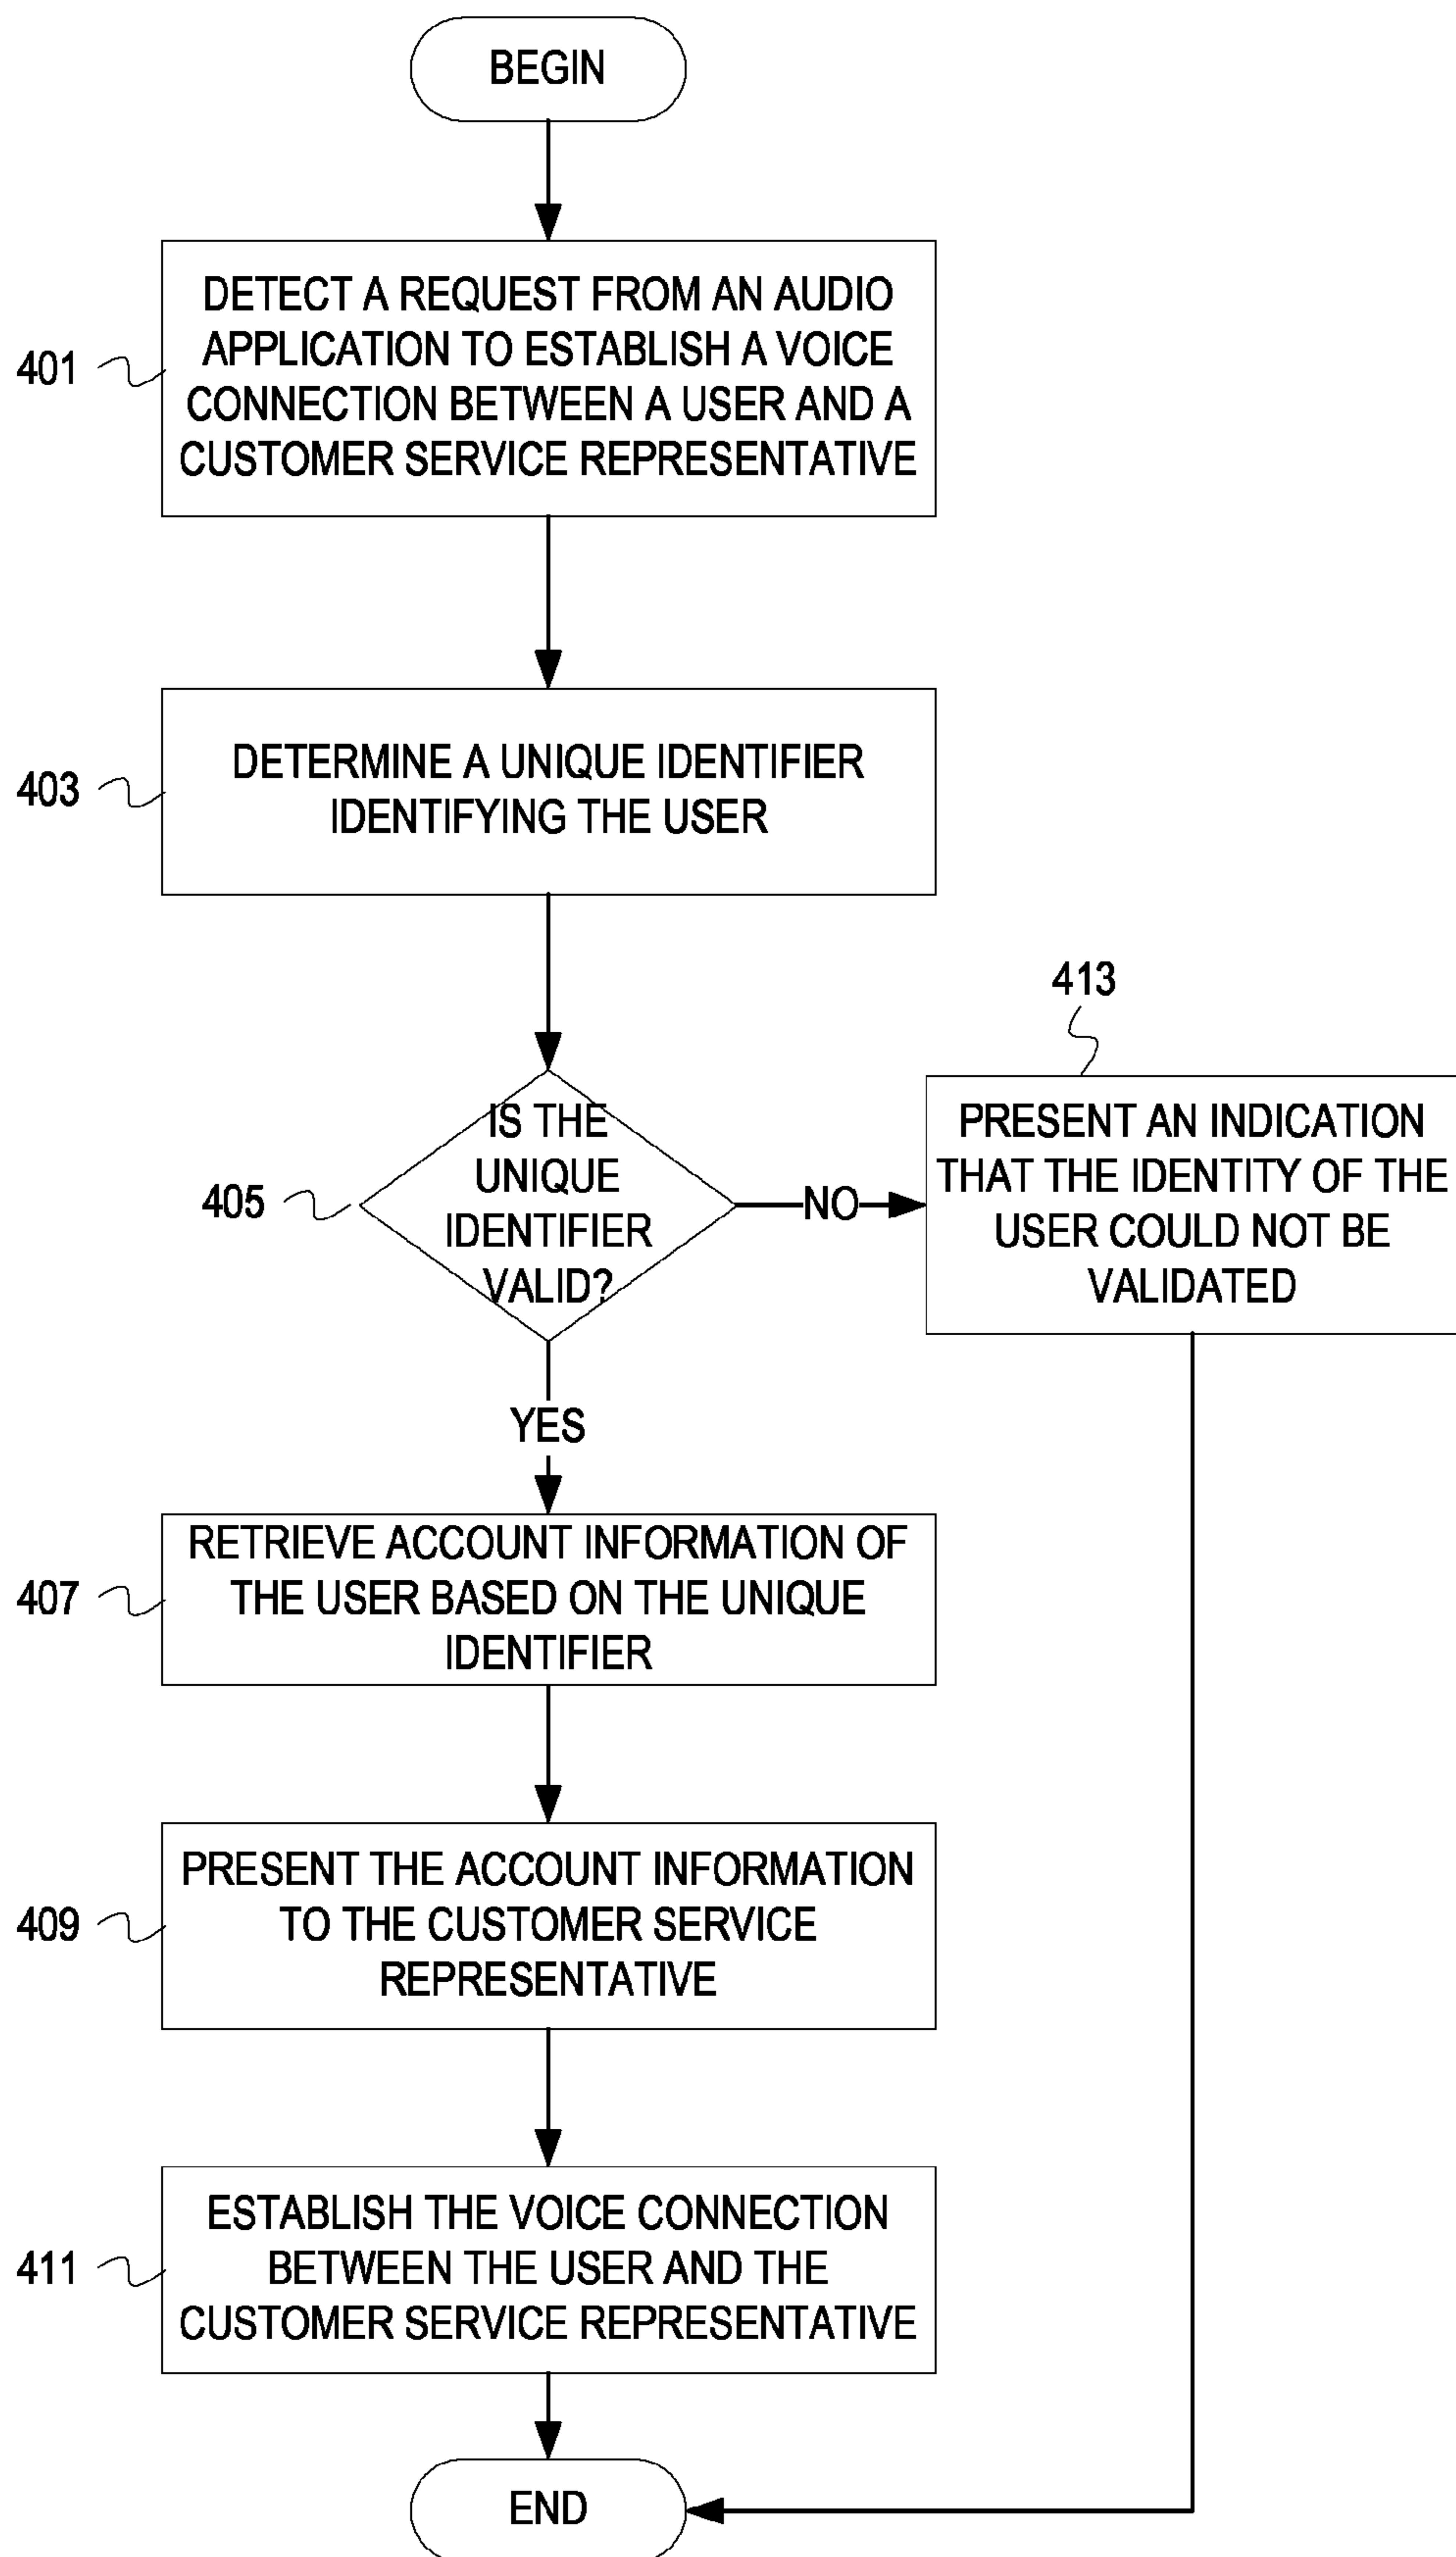 BEGIN
401
DETECT A REQUEST FROM AN AUDIO
APPLICATION TO ESTABLISH A VOICE
CONNECTION BETWEEN A USER AND A
CUSTOMER SERVICE REPRESENTATIVE
403
DETERMINE A UNIQUE IDENTIFIER
IDENTIFYING THE USER
405
IS THE
UNIQUE
IDENTIFIER
VALID?
NO
413
PRESENT AN INDICATION
THAT THE IDENTITY OF THE
USER COULD NOT BE
VALIDATED
YES
407
RETRIEVE ACCOUNT INFORMATION OF
THE USER BASED ON THE UNIQUE
IDENTIFIER
409
PRESENT THE ACCOUNT INFORMATION
TO THE CUSTOMER SERVICE
REPRESENTATIVE
411
ESTABLISH THE VOICE CONNECTION
BETWEEN THE USER AND THE
CUSTOMER SERVICE REPRESENTATIVE
END